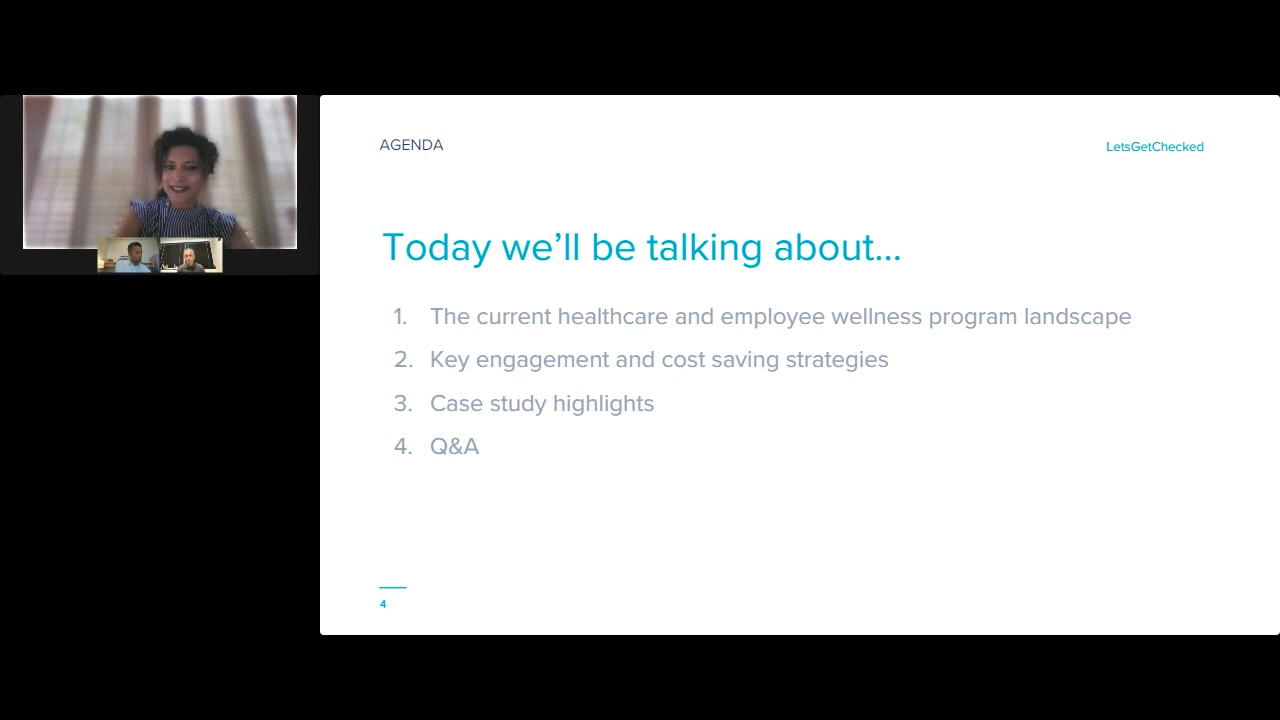 AGENDA
LetsGetChecked
Today we’ll be talking about...
1. The current healthcare and employee wellness program landscape
2. Key engagement and cost saving strategies
3. Case study highlights
4. Q&A
4